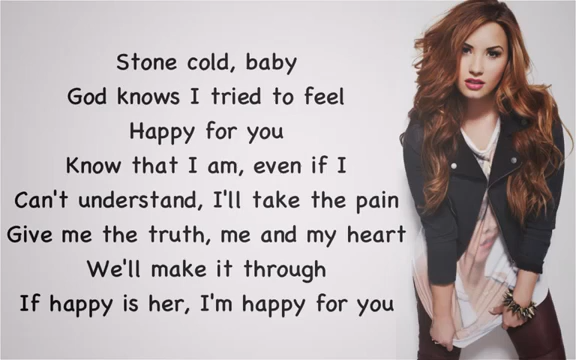 Stone cold, baby
God knows I tried to feel
Happy for you
Know that I am, even if I
Can't understand, I'll take the pain
Give me the truth, me and my heart
We'll make it through
If happy is her, I'm happy for you